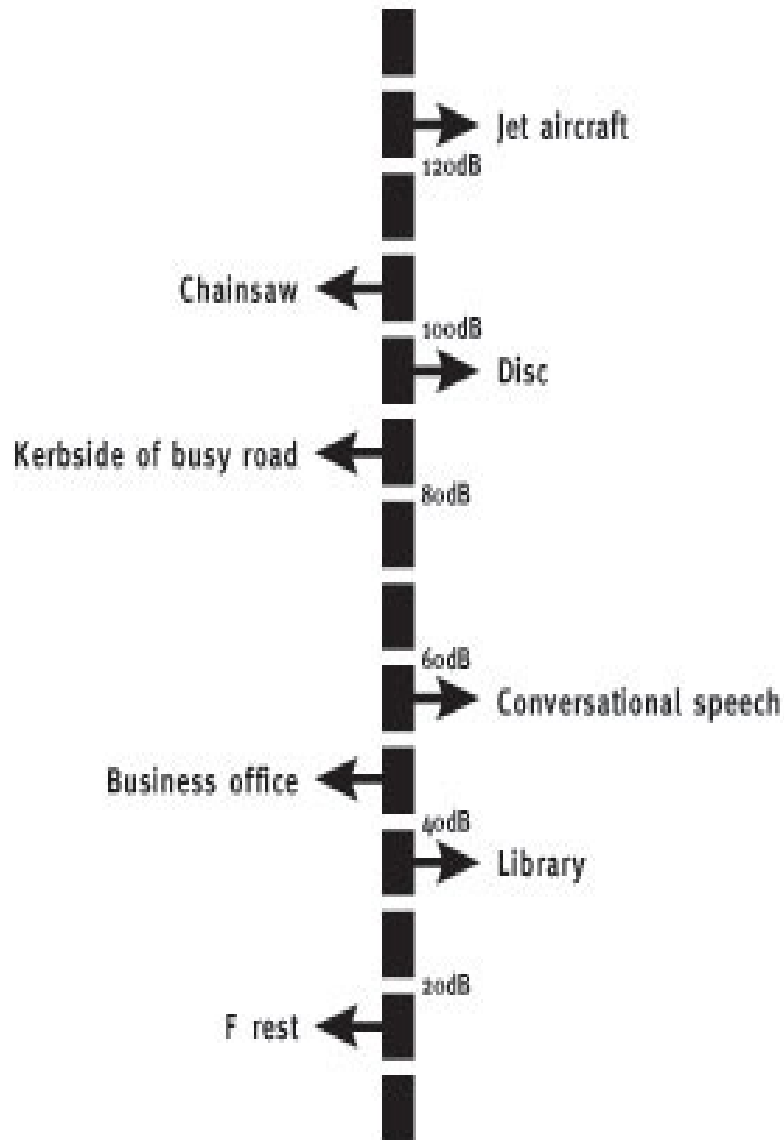 Jet aircraft
120dB
Chainsaw
100dB
Disc
Kerbside of busy road
80dB
60dB
Conversational speech
Business office
40dB
Library
20dB
F rest